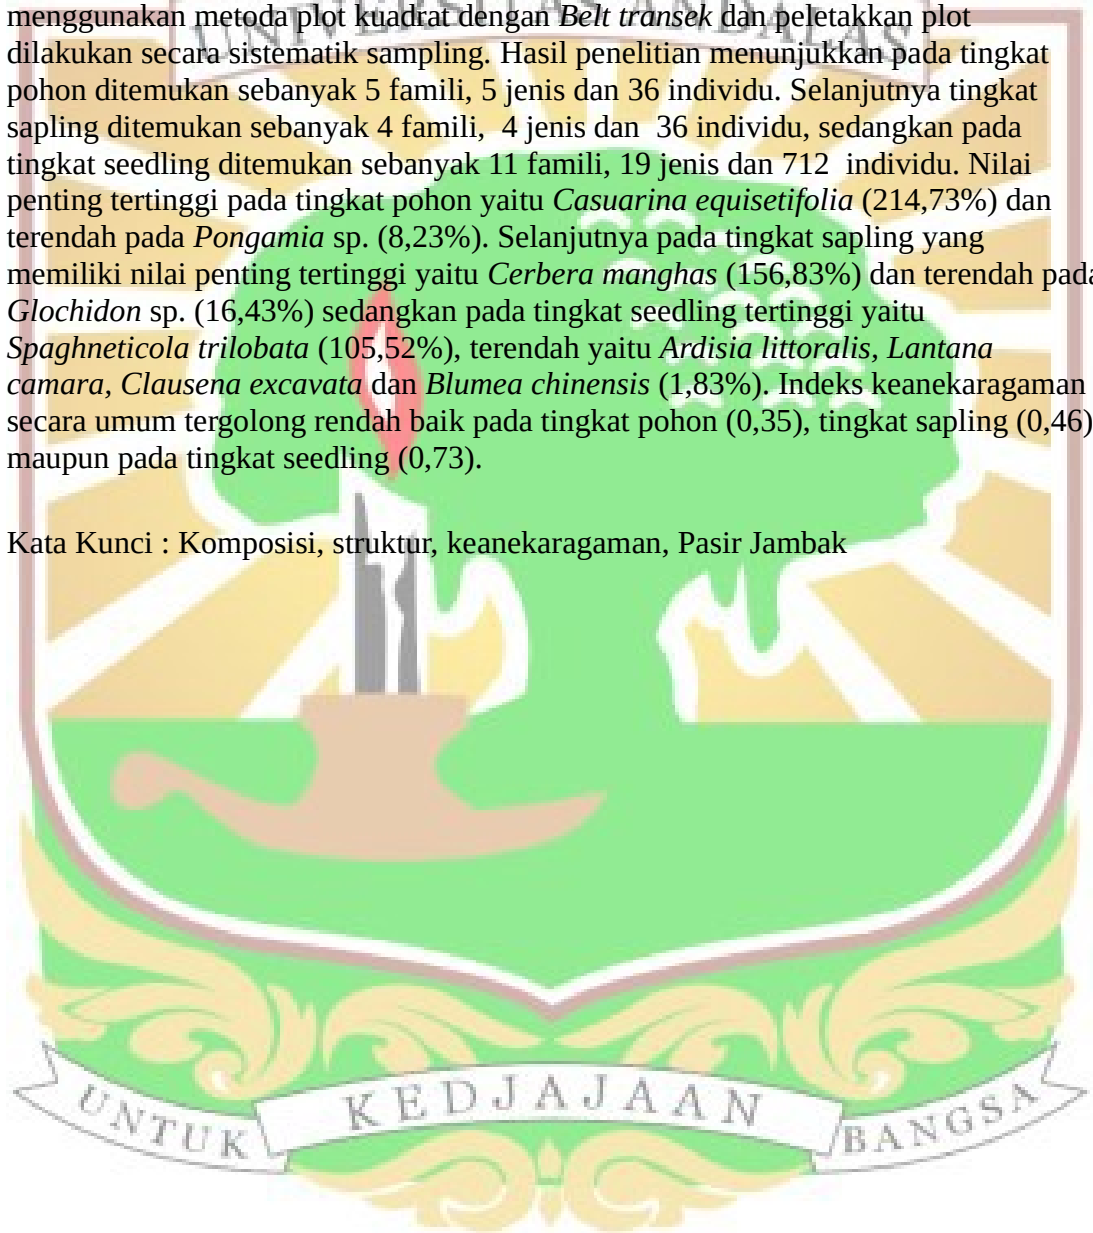 UNIVERSITAS ANDALAS
menggunakan metoda plot kuadrat dengan Belt transek dan peletakkan plot
dilakukan secara sistematik sampling. Hasil penelitian menunjukkan pada tingkat
pohon ditemukan sebanyak 5 famili, 5 jenis dan 36 individu. Selanjutnya tingkat
sapling ditemukan sebanyak 4 famili,  4 jenis dan  36 individu, sedangkan pada
tingkat seedling ditemukan sebanyak 11 famili, 19 jenis dan 712  individu. Nilai
penting tertinggi pada tingkat pohon yaitu Casuarina equisetifolia (214,73%) dan
terendah pada Pongamia sp. (8,23%). Selanjutnya pada tingkat sapling yang
memiliki nilai penting tertinggi yaitu Cerbera manghas (156,83%) dan terendah pada
Glochidon sp. (16,43%) sedangkan pada tingkat seedling tertinggi yaitu
Spaghneticola trilobata (105,52%), terendah yaitu Ardisia littoralis, Lantana
camara, Clausena excavata dan Blumea chinensis (1,83%). Indeks keanekaragaman
secara umum tergolong rendah baik pada tingkat pohon (0,35), tingkat sapling (0,46)
maupun pada tingkat seedling (0,73).
Kata Kunci : Komposisi, struktur, keanekaragaman, Pasir Jambak
UNTUK KEDJAJAAN BANGSA